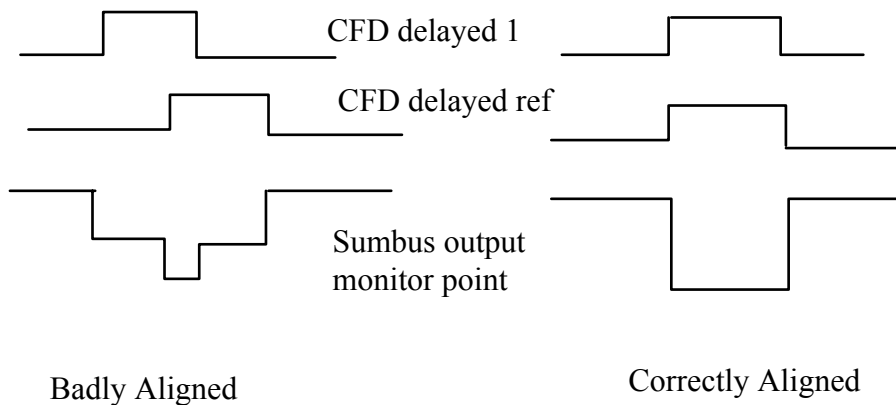 CFD delayed 1
CFD delayed ref
Sumbus output
monitor point
Badly Aligned
Correctly Aligned